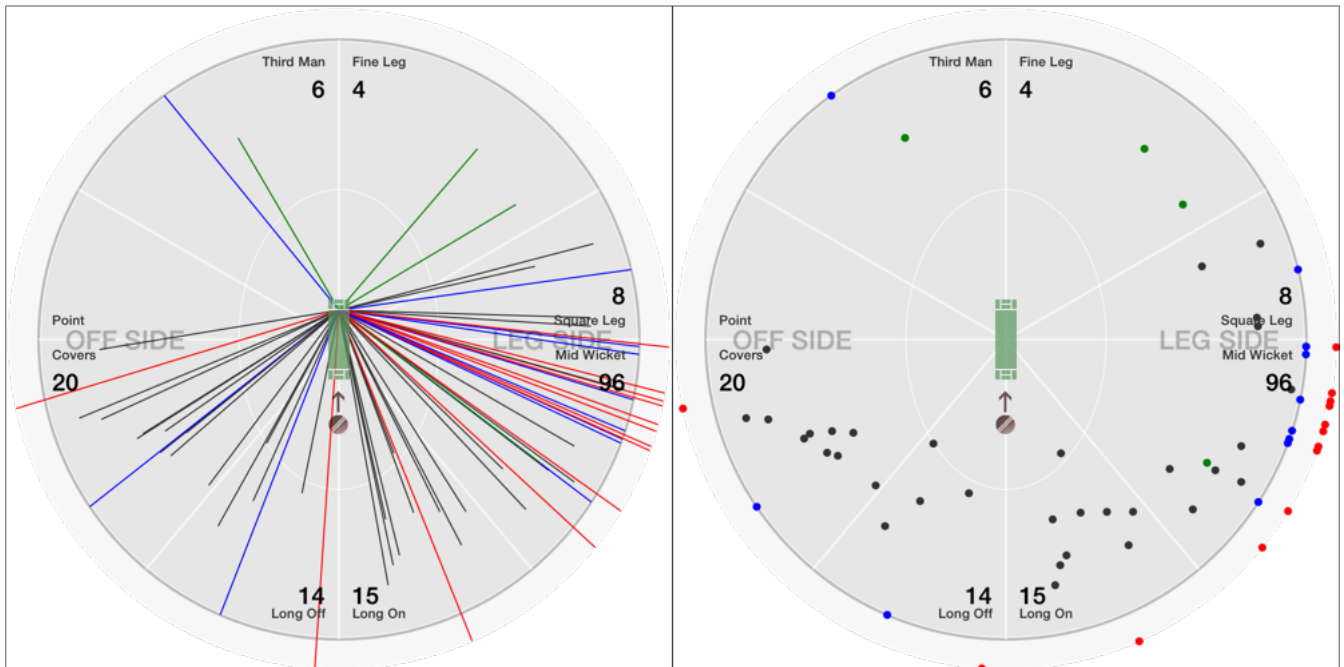 Third Man
Fine Leg
6
4
8
Point
Square Leg
OFF SIDE
LEG SIDE
Covers
Mid Wicket
20
96
14
15
Long Off
Long On
Third Man
Fine Leg
6
4
8
Point
Square Leg
OFF SIDE
LEG SIDE
Covers
Mid Wicket
20
96
14
15
Long Off
Long On